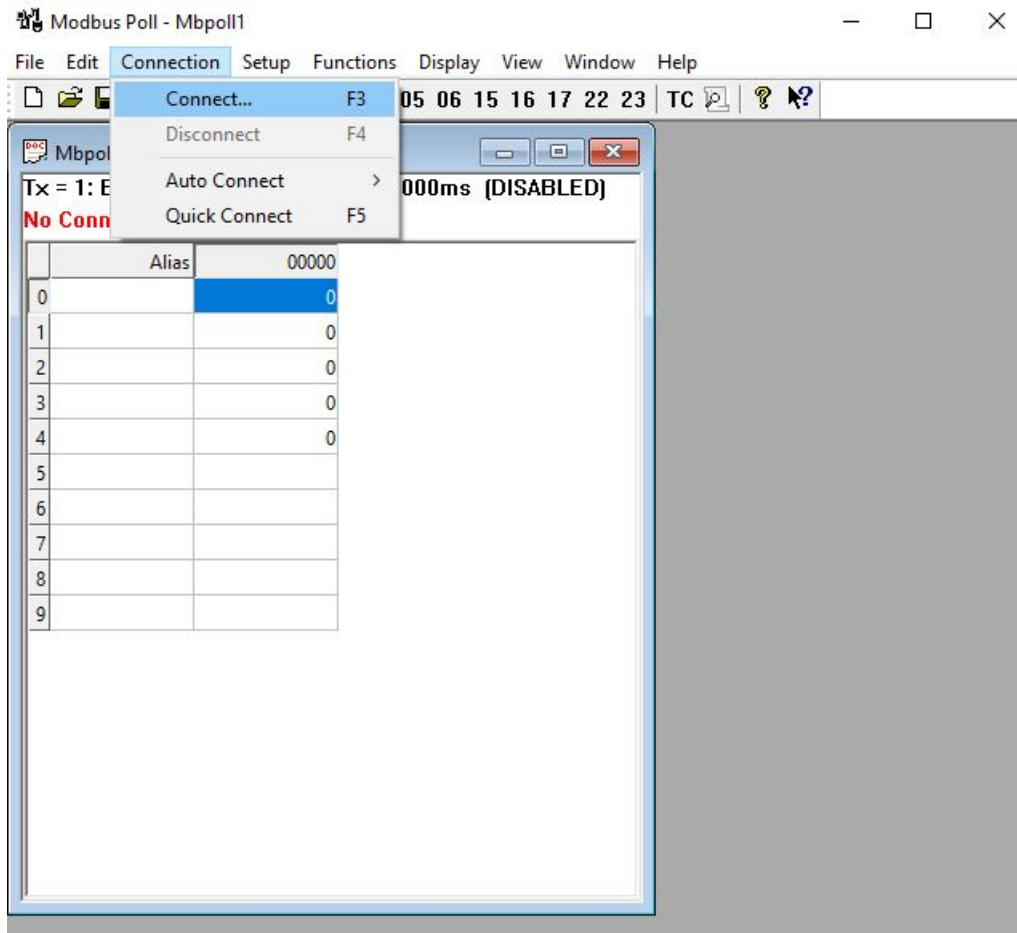 Modbus Poll - Mbpoll1
File Edit Connection Setup Functions Display View Window Help
05 06 15 16 17 22 23 TC
Connect... F3
Disconnect F4
Auto Connect >
Quick Connect F5
Mbpol
Tx = 1: E 000ms (DISABLED)
No Conn
Alias 00000
0 0
1 0
2 0
3 0
4 0
5
6
7
8
9